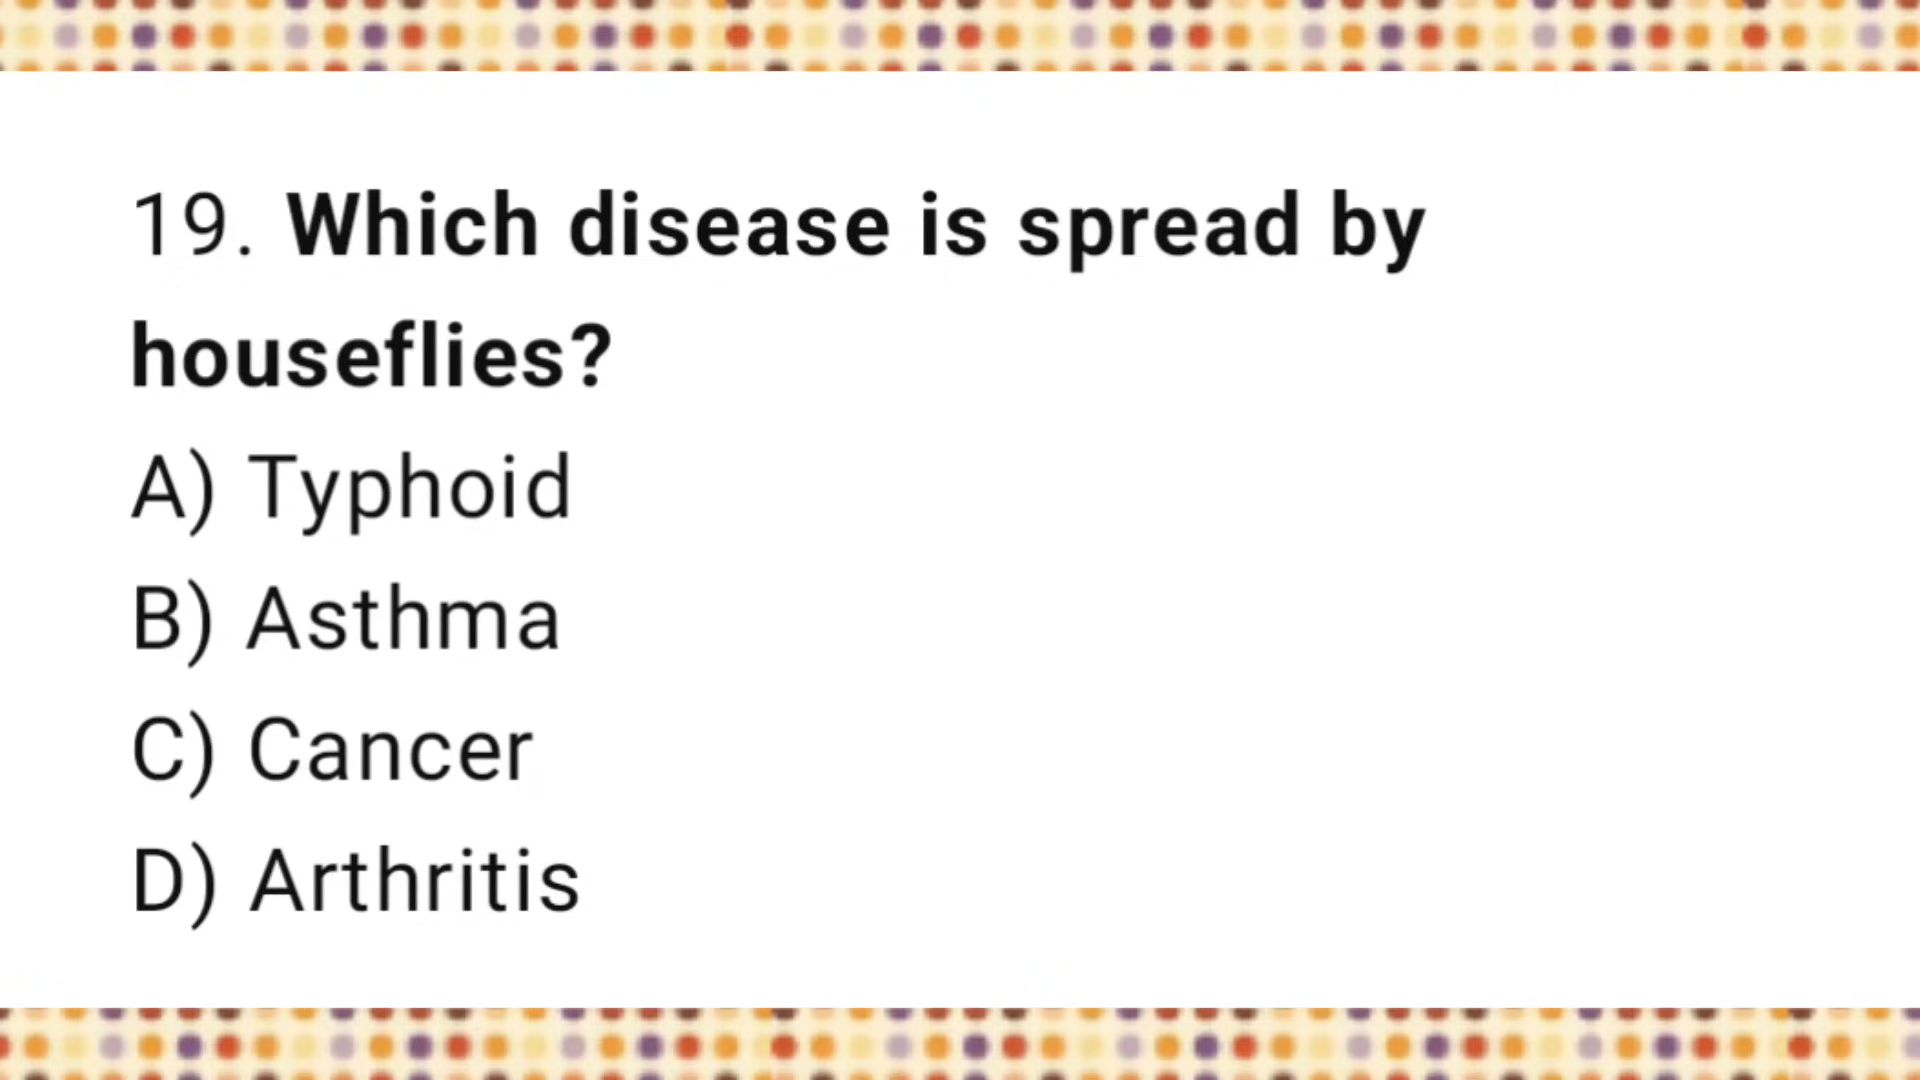 19. Which disease is spread by
houseflies?
A) Typhoid
B) Asthma
C) Cancer
D) Arthritis